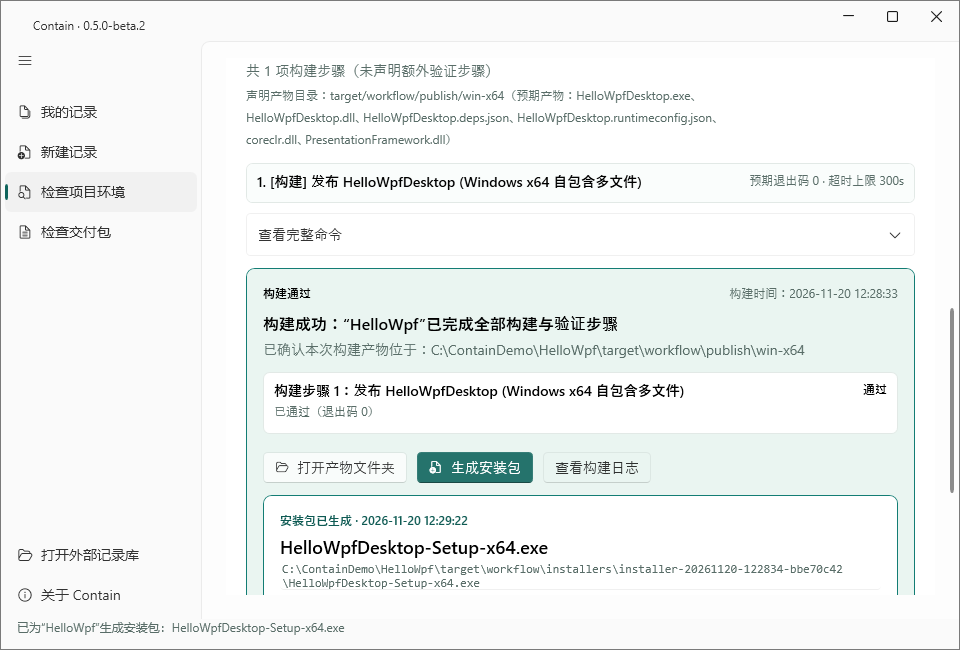 Contain · 0.5.0-beta.2
共 1 项构建步骤（未声明额外验证步骤）
声明产物目录：target/workflow/publish/win-x64（预期产物：HelloWpfDesktop.exe、
HelloWpfDesktop.dll、HelloWpfDesktop.deps.json、HelloWpfDesktop.runtimeconfig.json、
coreclr.dll、PresentationFramework.dll）
我的记录
新建记录
检查项目环境
检查交付包
1. [构建] 发布 HelloWpfDesktop (Windows x64 自包含多文件)
预期退出码 0 · 超时上限 300s
查看完整命令
构建通过
构建时间：2026-11-20 12:28:33
构建成功：“HelloWpf”已完成全部构建与验证步骤
已确认本次构建产物位于：C:\ContainDemo\HelloWpf\target\workflow\publish\win-x64
构建步骤 1：发布 HelloWpfDesktop (Windows x64 自包含多文件)
通过
已通过（退出码 0）
打开产物文件夹
生成安装包
查看构建日志
安装包已生成 · 2026-11-20 12:29:22
HelloWpfDesktop-Setup-x64.exe
C:\ContainDemo\HelloWpf\target\workflow\installers\installer-20261120-122834-bbe70c42
\HelloWpfDesktop-Setup-x64.exe
打开外部记录库
关于 Contain
已为“HelloWpf”生成安装包：HelloWpfDesktop-Setup-x64.exe